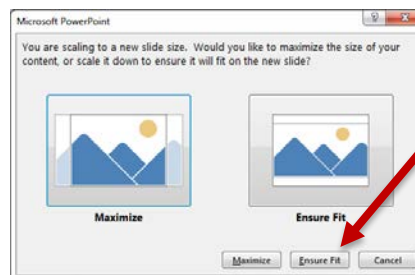 Microsoft PowerPoint
You are scaling to a new slide size. Would you like to maximize the size of your
content, or scale it down to ensure it will fit on the new slide?
Maximize
Ensure Fit
Maximize
Ensure Fit
Cancel